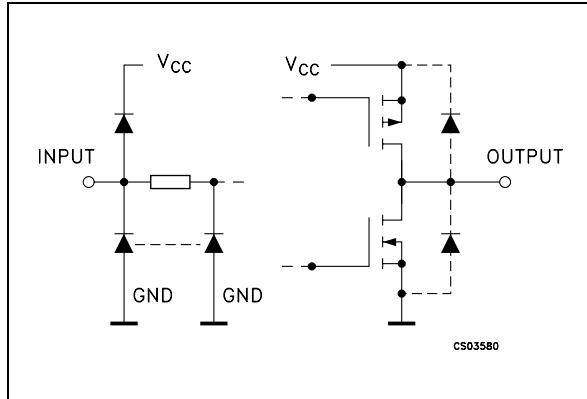 VCC
VCC
INPUT
OUTPUT
GND
GND
CS03580